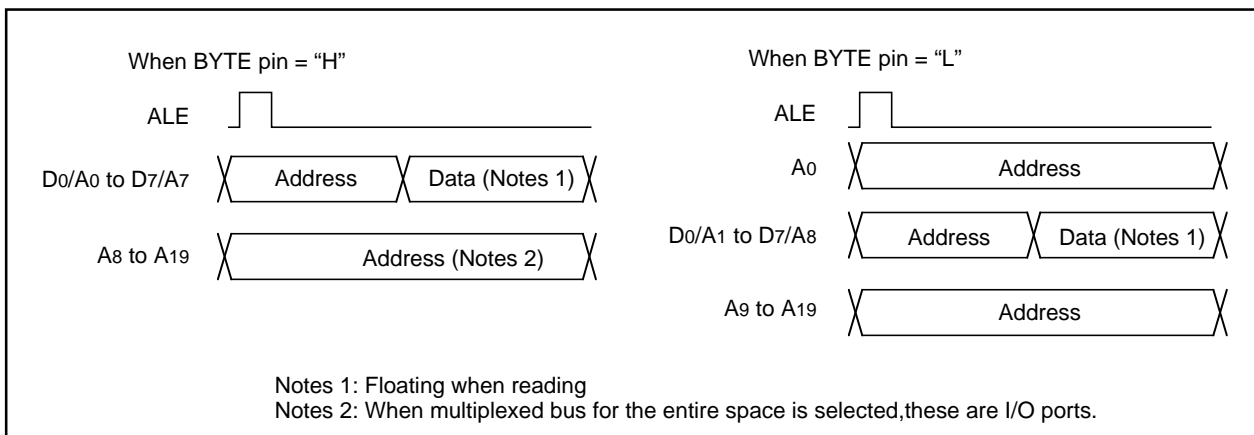 When BYTE pin = “H”
ALE
D0/A0 to D7/A7
Address
Data (Notes 1)
A8 to A19
Address (Notes 2)
When BYTE pin = “L”
ALE
A0
Address
D0/A1 to D7/A8
Address
Data (Notes 1)
A9 to A19
Address
Notes 1: Floating when reading
Notes 2: When multiplexed bus for the entire space is selected,these are I/O ports.